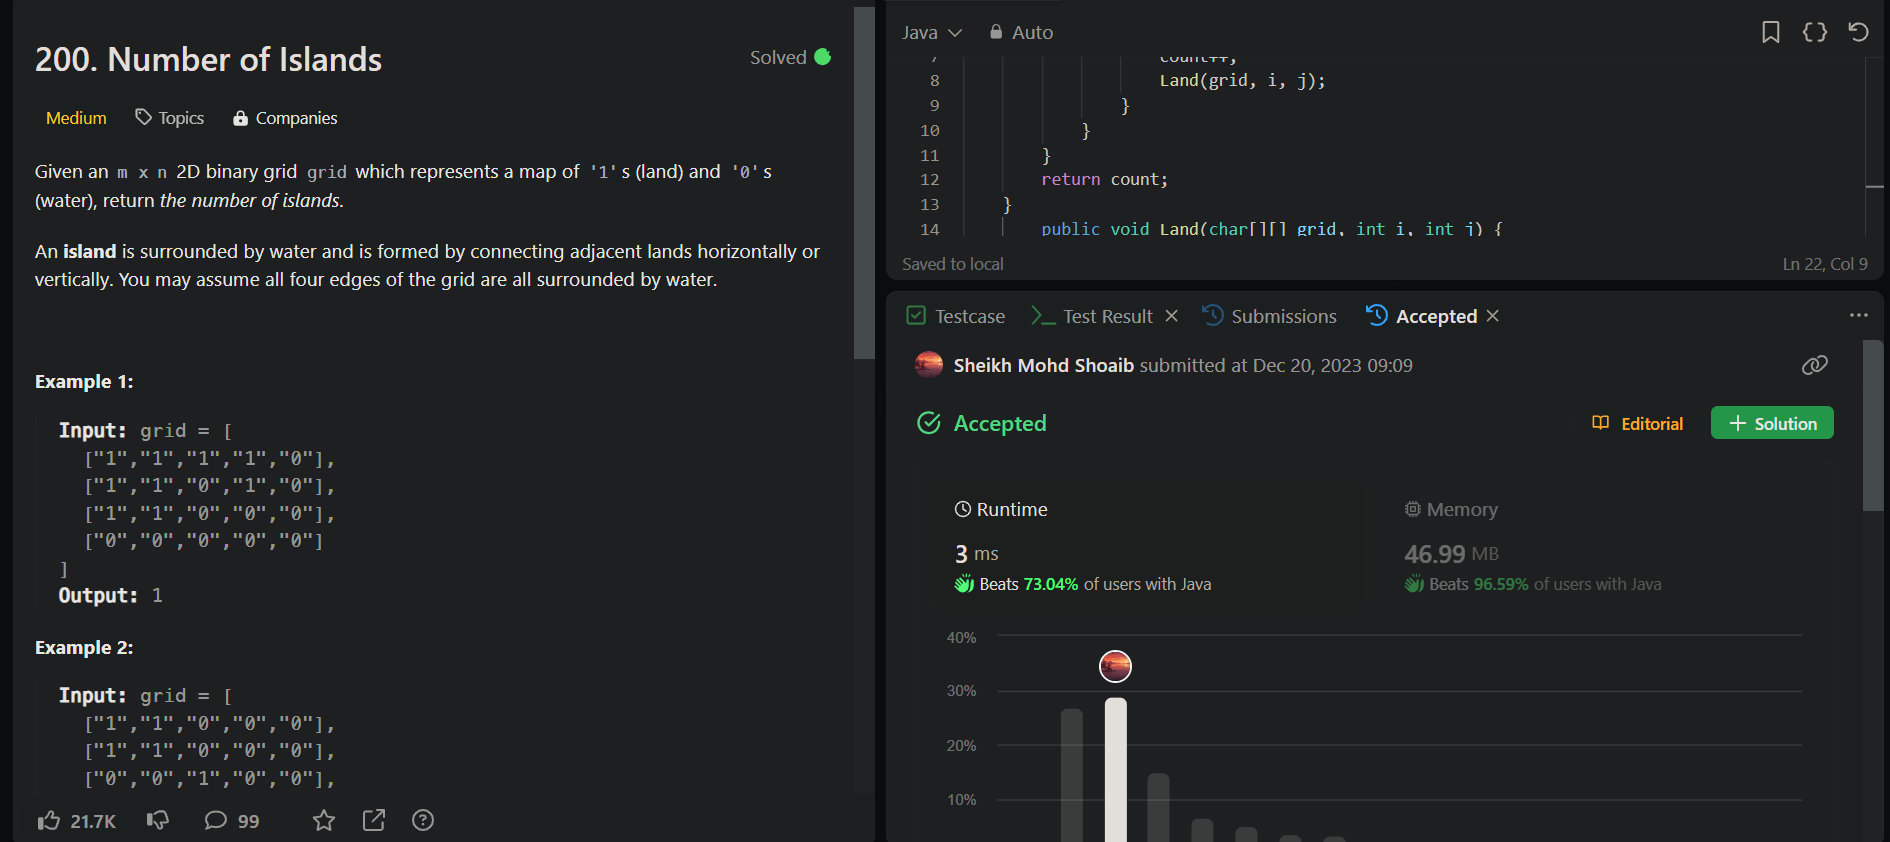 200. Number of Islands
Solved
Medium
Topics
Companies
Given an m x n 2D binary grid grid which represents a map of '1's (land) and '0's
(water), return the number of islands.
An island is surrounded by water and is formed by connecting adjacent lands horizontally or
vertically. You may assume all four edges of the grid are all surrounded by water.
Example 1:
Input: grid = [
["1","1","1","1","0"],
["1","1","0","1","0"],
["1","1","0","0","0"],
["0","0","0","0","0"]
]
Output: 1
Example 2:
Input: grid = [
["1","1","0","0","0"],
["1","1","0","0","0"],
["0","0","1","0","0"],
21.7K
99
Java
Auto
7 count++;
8 Land(grid, i, j);
9 }
10 }
11 }
12 return count;
13 }
14 public void Land(char[][] grid, int i, int j) {
Saved to local
Ln 22, Col 9
Testcase
Test Result
Submissions
Accepted
Sheikh Mohd Shoaib submitted at Dec 20, 2023 09:09
Accepted
Editorial
Solution
Runtime
3 ms
Beats 73.04% of users with Java
Memory
46.99 MB
Beats 96.59% of users with Java
40%
30%
20%
10%